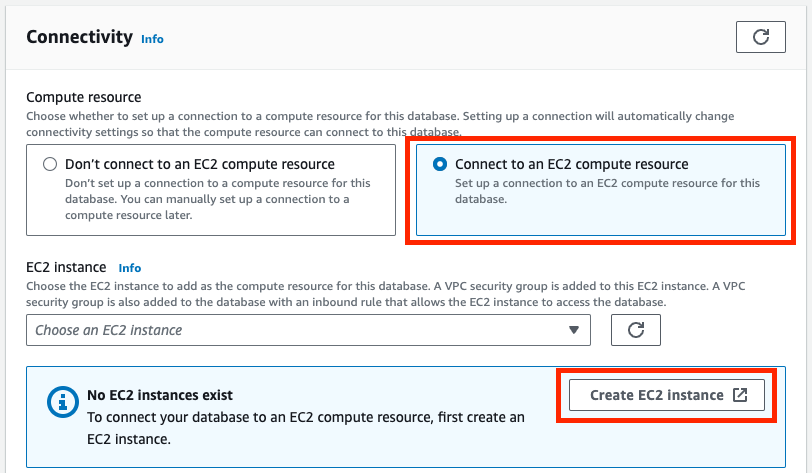 Connectivity Info
Compute resource
Choose whether to set up a connection to a compute resource for this database. Setting up a connection will automatically change
connectivity settings so that the compute resource can connect to this database.
Don't connect to an EC2 compute resource
Don't set up a connection to a compute resource for this
database. You can manually set up a connection to a
compute resource later.
Connect to an EC2 compute resource
Set up a connection to an EC2 compute resource for this
database.
EC2 instance Info
Choose the EC2 instance to add as the compute resource for this database. A VPC security group is added to this EC2 instance. A VPC
security group is also added to the database with an inbound rule that allows the EC2 instance to access the database.
Choose an EC2 instance
No EC2 instances exist
To connect your database to an EC2 compute resource, first create an
EC2 instance.
Create EC2 instance